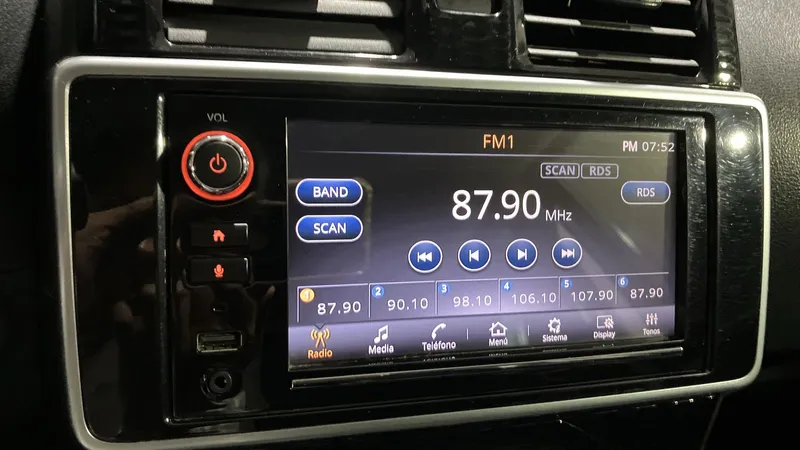 VOL
FM1
PM 07:52
SCAN RDS
BAND
87.90 MHz
RDS
SCAN
1 87.90
2 90.10
3 98.10
4 106.10
5 107.90
6 87.90
Radio
Media
Teléfono
Menú
Sistema
Display
Tonos